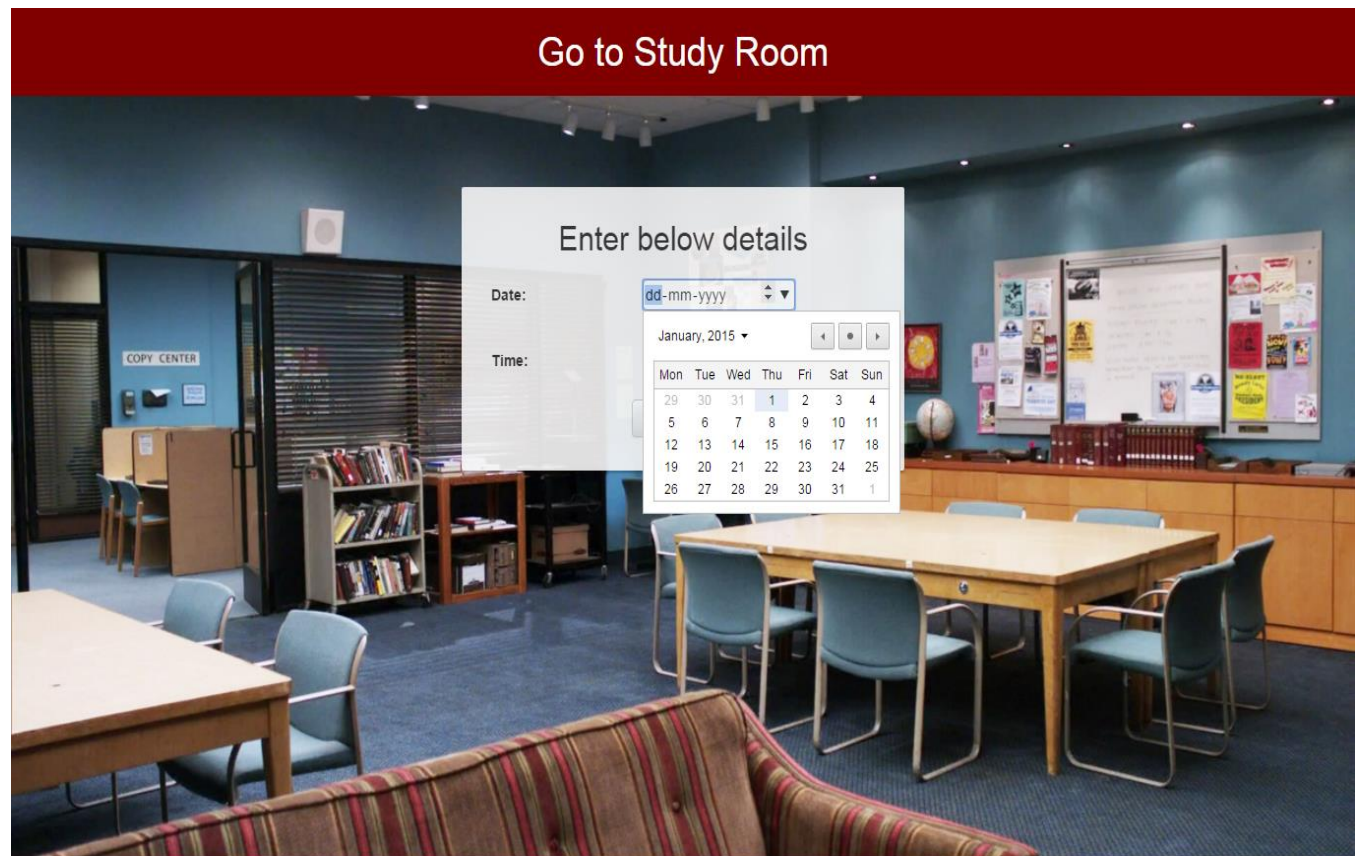 Go to Study Room
Enter below details
Date:
dd-mm-yyyy
January, 2015
Time:
Mon Tue Wed Thu Fri Sat Sun
29 30 31 1 2 3 4
5 6 7 8 9 10 11
12 13 14 15 16 17 18
19 20 21 22 23 24 25
26 27 28 29 30 31 1
COPY CENTER